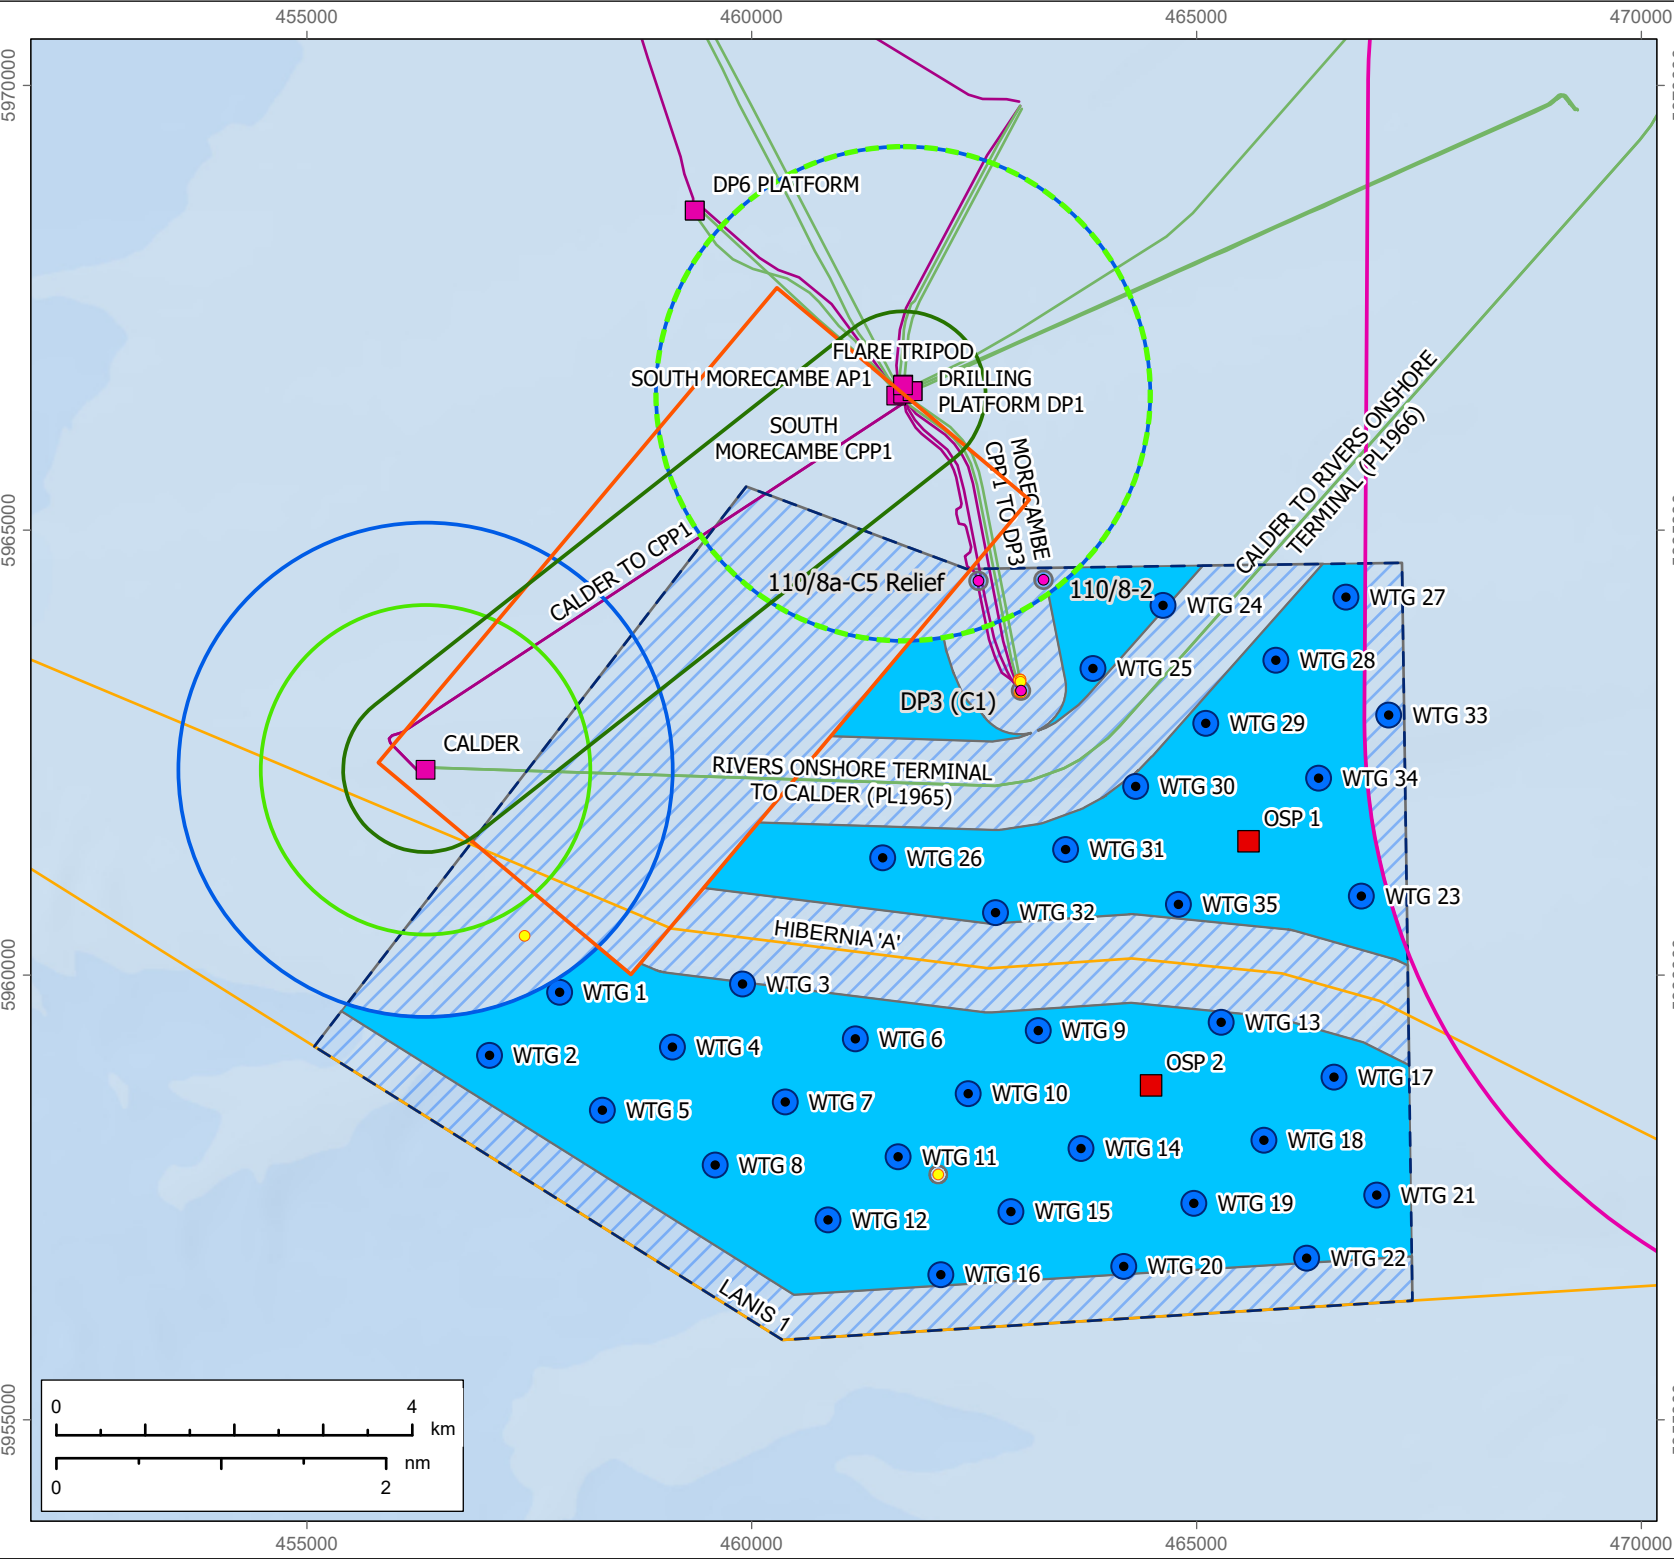 455000
460000
465000
470000
5970000
DP6 PLATFORM
FLARE TRIPOD
SOUTH MORECAMBE AP1
DRILLING
PLATFORM DP1
SOUTH
MORECAMBE CPP1
MORECAMBE
CPP1 TO DP3
CALDER TO RIVERS ONSHORE
TERMINAL (PL1966)
5965000
CALDER TO CPP1
110/8a-C5 Relief
110/8-2
WTG 24
WTG 27
WTG 25
WTG 28
DP3 (C1)
WTG 29
WTG 33
CALDER
RIVERS ONSHORE TERMINAL
TO CALDER (PL1965)
WTG 30
WTG 34
OSP 1
WTG 26
WTG 31
WTG 23
WTG 32
WTG 35
HIBERNIA 'A'
5960000
WTG 1
WTG 3
WTG 2
WTG 4
WTG 6
WTG 9
WTG 13
OSP 2
WTG 17
WTG 5
WTG 7
WTG 10
WTG 8
WTG 11
WTG 14
WTG 18
WTG 12
WTG 15
WTG 19
WTG 21
WTG 16
WTG 20
WTG 22
LANIS 1
5955000
0 4
km
nm
0 2
455000
460000
465000
470000